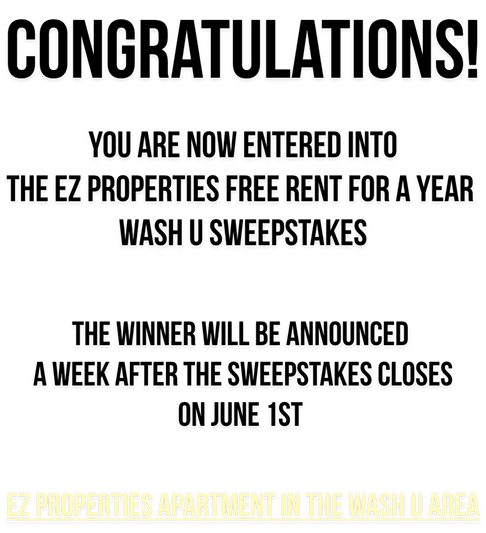 CONGRATULATIONS!
YOU ARE NOW ENTERED INTO
THE EZ PROPERTIES FREE RENT FOR A YEAR
WASH U SWEEPSTAKES
THE WINNER WILL BE ANNOUNCED
A WEEK AFTER THE SWEEPSTAKES CLOSES
ON JUNE 1ST
EZ PROPERTIES APARTMENT IN THE WASH U AREA